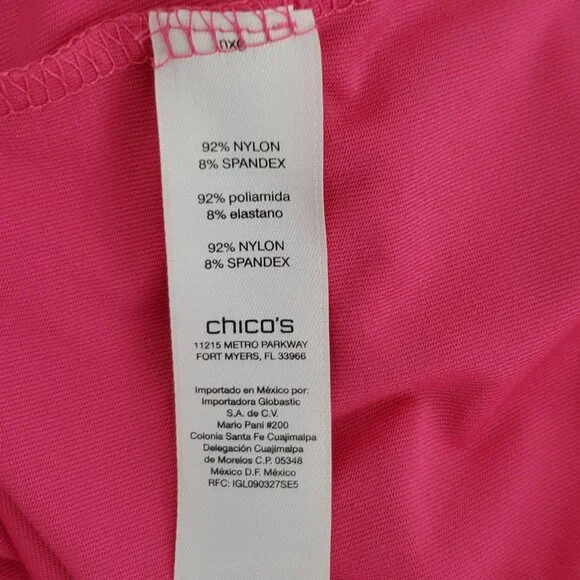 92% NYLON
8% SPANDEX
92% poliamida
8% elastano
92% NYLON
8% SPANDEX
chico's
11215 METRO PARKWAY
FORT MYERS, FL 33966
Importado en México por:
Importadora Globastic
S.A. de C.V.
Mario Pani #200
Colonia Santa Fe Cuajimalpa
Delegación Cuajimalpa
de Morelos C.P. 05348
México D.F. México
RFC: IGL090327SE5